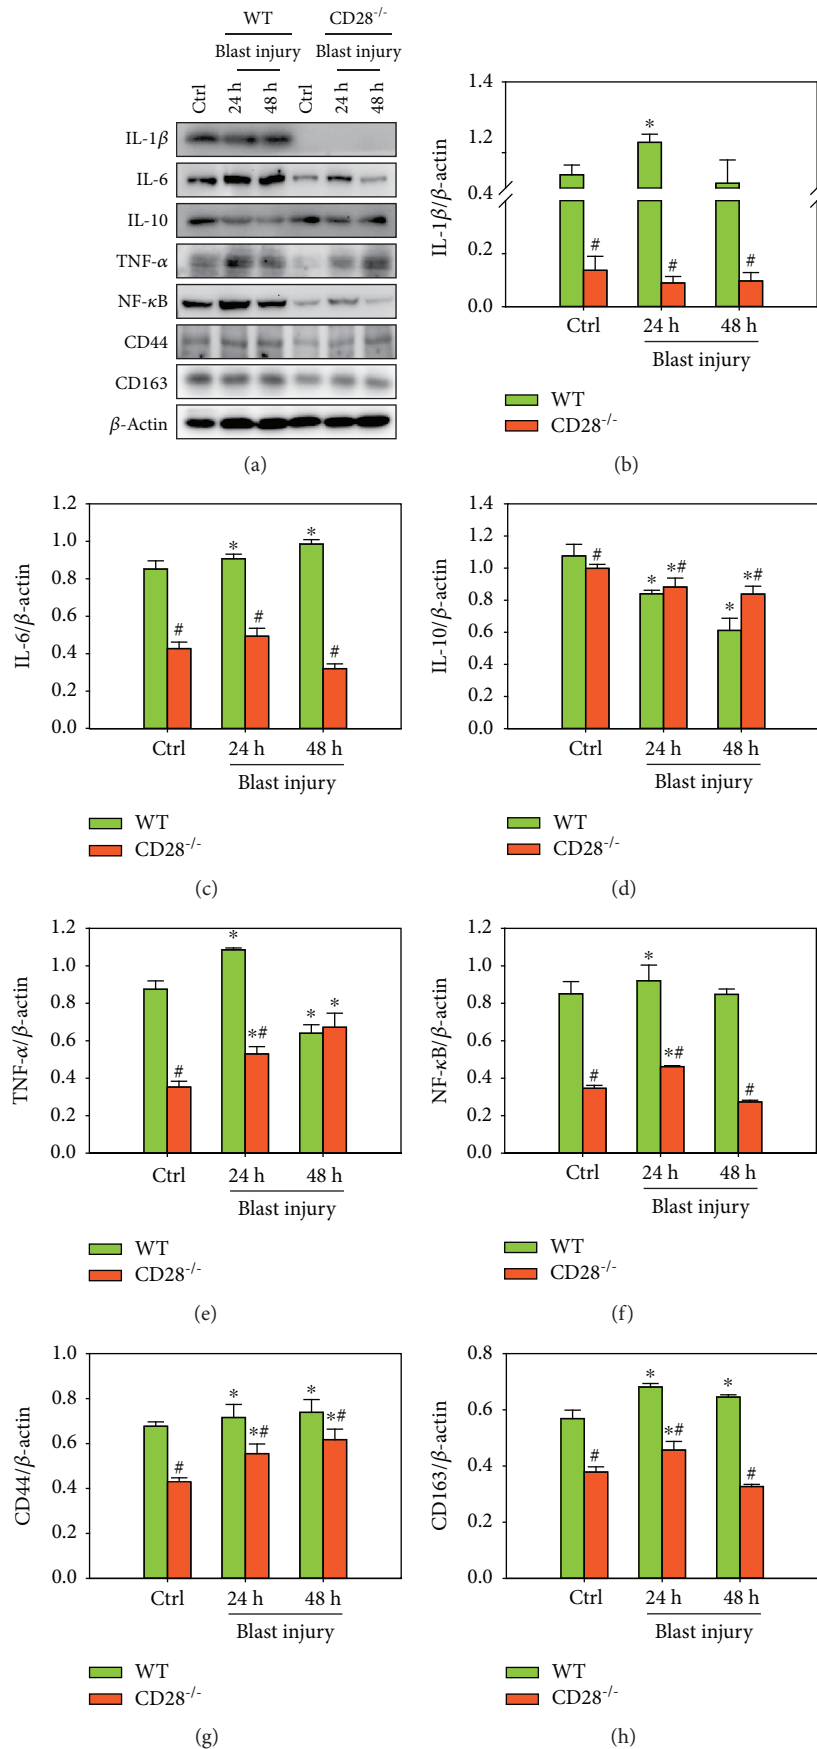 WT CD28-/-
Blast injury Blast injury
Ctrl 24 h 48 h Ctrl 24 h 48 h
IL-1β
IL-6
IL-10
TNF-α
NF-κB
CD44
CD163
β-Actin
(a)
IL-1β/β-actin
1.4
1.2
0.4
0.2
0.0
*
#
#
#
Ctrl 24 h 48 h
Blast injury
WT
CD28-/-
(b)
IL-6/β-actin
1.2
1.0
0.8
0.6
0.4
0.2
0.0
* *
# # #
Ctrl 24 h 48 h
Blast injury
WT
CD28-/-
(c)
IL-10/β-actin
1.4
1.2
1.0
0.8
0.6
0.4
0.2
0.0
# * *# * *#
Ctrl 24 h 48 h
Blast injury
WT
CD28-/-
(d)
TNF-α/β-actin
1.2
1.0
0.8
0.6
0.4
0.2
0.0
# * *# * *
Ctrl 24 h 48 h
Blast injury
WT
CD28-/-
(e)
NF-κB/β-actin
1.2
1.0
0.8
0.6
0.4
0.2
0.0
# * *# #
Ctrl 24 h 48 h
Blast injury
WT
CD28-/-
(f)
CD44/β-actin
1.0
0.8
0.6
0.4
0.2
0.0
# * *# * *#
Ctrl 24 h 48 h
Blast injury
WT
CD28-/-
(g)
CD163/β-actin
0.8
0.6
0.4
0.2
0.0
# * *# * #
Ctrl 24 h 48 h
Blast injury
WT
CD28-/-
(h)